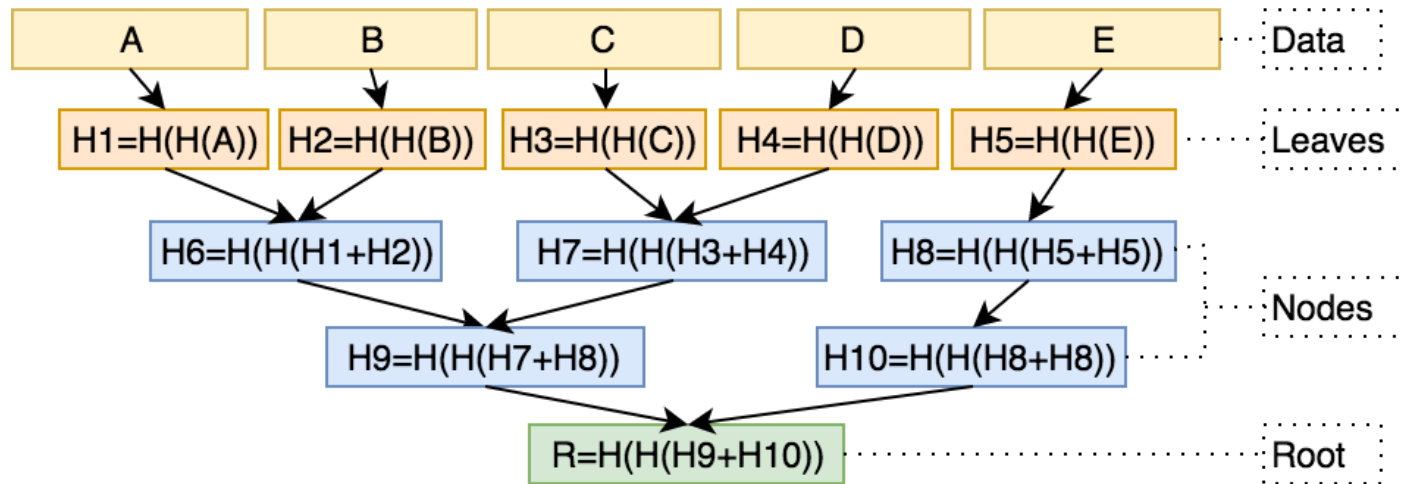 A
B
C
D
E
Data
H1=H(H(A))
H2=H(H(B))
H3=H(H(C))
H4=H(H(D))
H5=H(H(E))
Leaves
H6=H(H(H1+H2))
H7=H(H(H3+H4))
H8=H(H(H5+H5))
Nodes
H9=H(H(H7+H8))
H10=H(H(H8+H8))
R=H(H(H9+H10))
Root